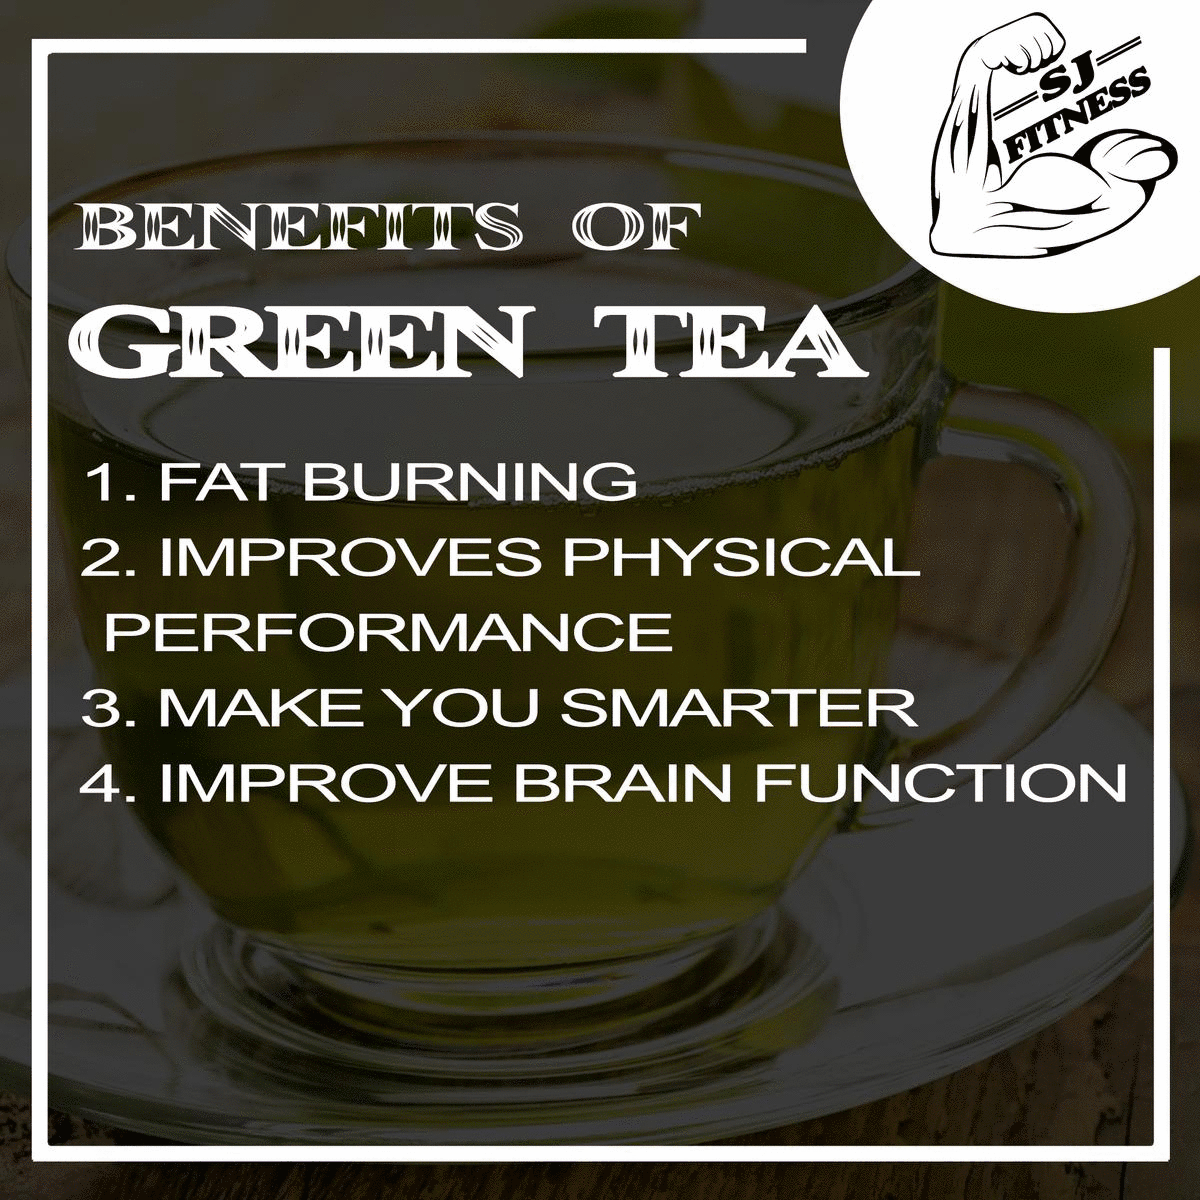 SJ
FITNESS
BENEFITS OF
GREEN TEA
1. FAT BURNING
2. IMPROVES PHYSICAL
PERFORMANCE
3. MAKE YOU SMARTER
4. IMPROVE BRAIN FUNCTION